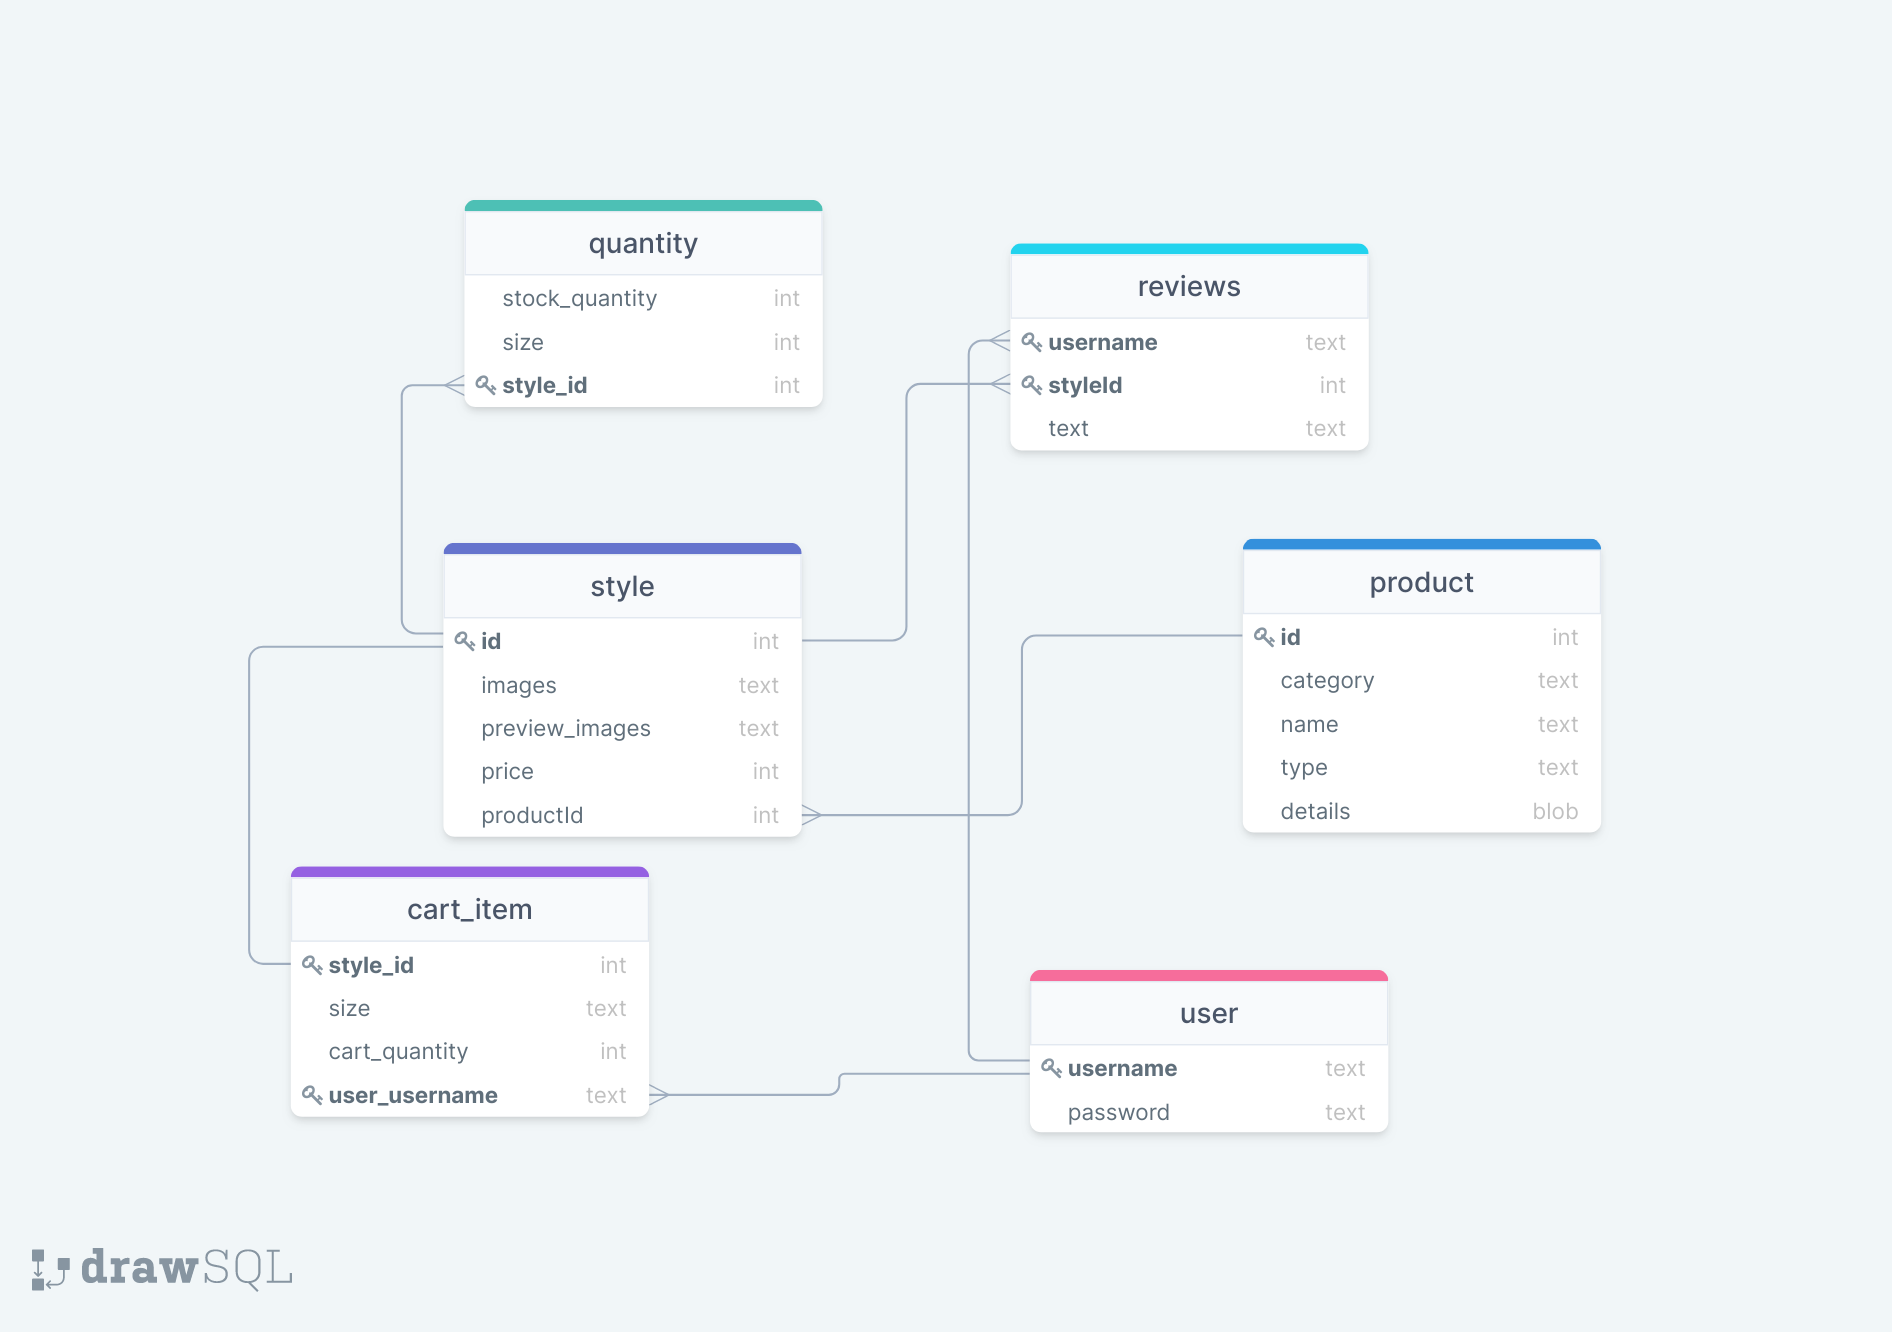 quantity
stock_quantity int
size int
style_id int
reviews
username text
styleId int
text text
style
id int
images text
preview_images text
price int
productId int
product
id int
category text
name text
type text
details blob
cart_item
style_id int
size text
cart_quantity int
user_username text
user
username text
password text
drawSQL